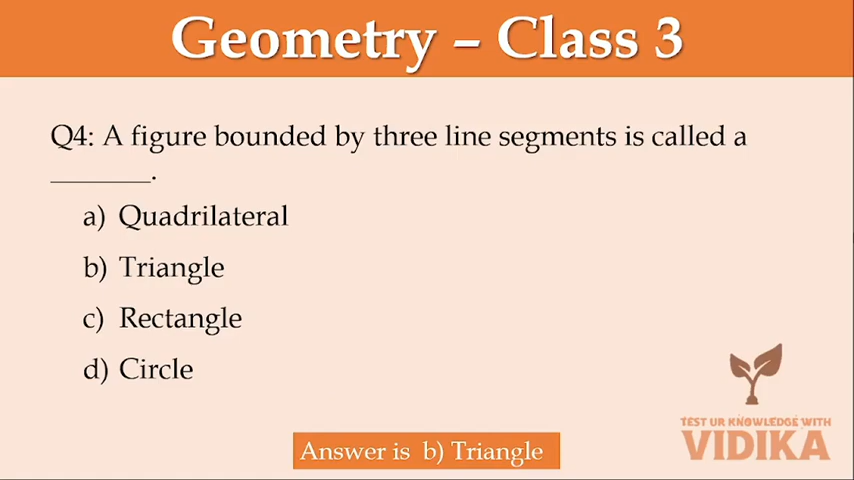 Geometry – Class 3
Q4: A figure bounded by three line segments is called a
_______.
a) Quadrilateral
b) Triangle
c) Rectangle
d) Circle
TEST UR KNOWLEDGE WITH
VIDIKA
Answer is b) Triangle